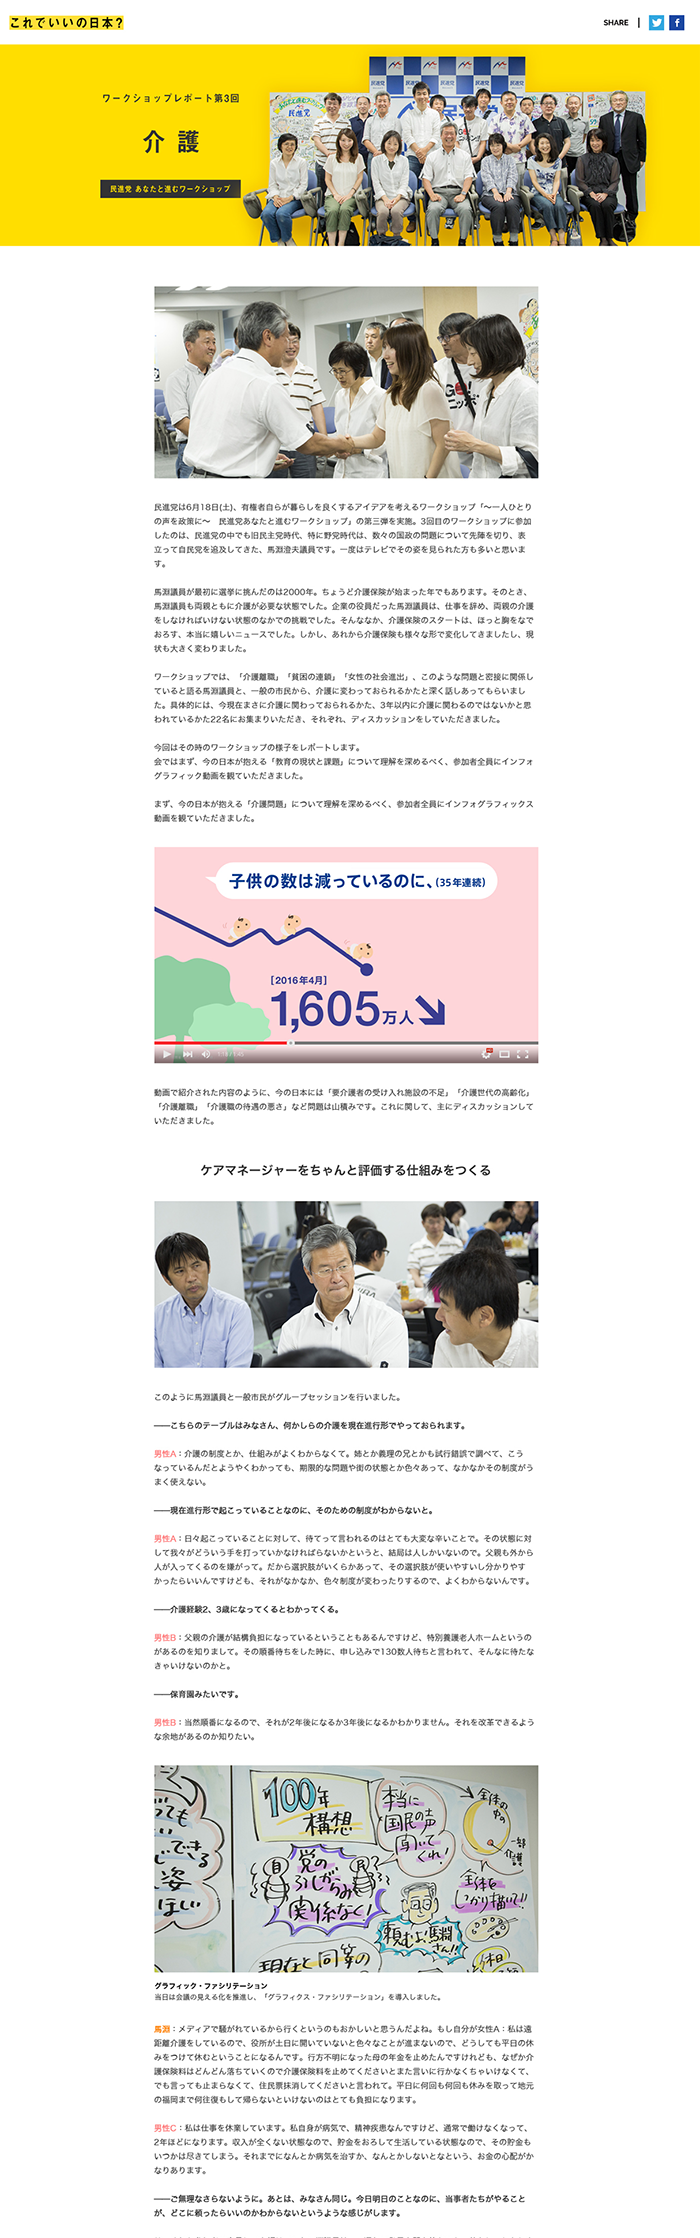 これでいいの日本?
SHARE
ワークショップレポート第3回
介護
民進党 あなたと進むワークショップ
民進党は6月18日(土)、有権者自らが暮らしを良くするアイデアを考えるワークショップ「〜一人ひとり
の声を政策に〜　民進党あなたと進むワークショップ」の第三弾を実施。3回目のワークショップに参加
したのは、民進党の中でも旧民主党時代、特に野党時代は、数々の国政の問題について先陣を切り、表
立って自民党を追及してきた、馬淵澄夫議員です。一度はテレビでその姿を見られた方も多いと思いま
す。
馬淵議員が最初に選挙に挑んだのは2000年。ちょうど介護保険が始まった年でもあります。そのとき、
馬淵議員も両親ともに介護が必要な状態でした。企業の役員だった馬淵議員は、仕事を辞め、両親の介護
をしなければいけない状態のなかでの挑戦でした。そんななか、介護保険のスタートは、ほっと胸をなで
おろす、本当に嬉しいニュースでした。しかし、あれから介護保険も様々な形で変化してきましたし、現
状も大きく変わりました。
ワークショップでは、「介護離職」「貧困の連鎖」「女性の社会進出」、このような問題と密接に関係し
ていると語る馬淵議員と、一般の市民から、介護に変わっておられるかたと深く話しあってもらいまし
た。具体的には、今現在まさに介護に関わっておられるかた、3年以内に介護に関わるのではないかと思
われているかた22名にお集まりいただき、それぞれ、ディスカッションをしていただきました。
今回はその時のワークショップの様子をレポートします。
会ではまず、今の日本が抱える「教育の現状と課題」について理解を深めるべく、参加者全員にインフォ
グラフィック動画を観ていただきました。
まず、今の日本が抱える「介護問題」について理解を深めるべく、参加者全員にインフォグラフィックス
動画を観ていただきました。
子供の数は減っているのに、(35年連続)
[2016年4月]
1,605万人
動画で紹介された内容のように、今の日本には「要介護者の受け入れ施設の不足」「介護世代の高齢化」
「介護離職」「介護職の待遇の悪さ」など問題は山積みです。これに関して、主にディスカッションして
いただきました。
ケアマネージャーをちゃんと評価する仕組みをつくる
このように馬淵議員と一般市民がグループセッションを行いました。
――こちらのテーブルはみなさん、何かしらの介護を現在進行形でやっておられます。
男性A：介護の制度とか、仕組みがよくわからなくて。姉とか義理の兄とかも試行錯誤で調べて、こう
なっているんだとようやくわかっても、期限的な問題や街の状態とか色々あって、なかなかその制度がう
まく使えない。
――現在進行形で起こっていることなのに、そのための制度がわからないと。
男性A：日々起こっていることに対して、待てって言われるのはとても大変な辛いことで。その状態に対
して我々がどういう手を打っていかなければならないかというと、結局は人しかいないので。父親も外から
人が入ってくるのを嫌がって。だから選択肢がいくらかあって、その選択肢が使いやすいし分かりやす
かったらいいんですけども、それがなかなか、色々制度が変わったりするので、よくわからないんです。
――介護経験2、3歳になってくるとわかってくる。
男性B：父親の介護が結構負担になっているということもあるんですけど、特別養護老人ホームというの
があるのを知りまして。その順番待ちをした時に、申し込みで130数人待ちと言われて、そんなに待たな
きゃいけないのかと。
――保育園みたいです。
男性B：当然順番になるので、それが2年後になるか3年後になるかわかりません。それを改革できるよう
な余地があるのか知りたい。
100年
構想
本当に
国民の声
聞いてくれ!
全体の中の
一部
介護
全体を
しっかり描いて!!
党の
しがらみ
関係なく!
頼むよ!馬淵さん!!
現在と同等の
グラフィック・ファシリテーション
当日は会議の見える化を推進し、「グラフィクス・ファシリテーション」を導入しました。
馬淵：メディアで騒がれているから行くというのもおかしいと思うんだよね。もし自分が女性A：私は遠
距離介護をしているので、役所が土日に開いていないと色々なことが進まないので、どうしても平日の休
みをつけて休むということになるんです。行方不明になった母の年金を止めたんですけれども、なぜか介
護保険料はどんどん落ちていくので介護保険料を止めてくださいとまた言いに行かなくちゃいけなくて、
でも言っても止まらなくて、住民票抹消してくださいと言われて。平日に何回も何回も休みを取って地元
の福岡まで何往復もして帰らないといけないのはとても負担になります。
男性C：私は仕事を休業しています。私自身が病気で、精神疾患なんですけど、通常で働けなくなって、
2年ほどになります。収入が全くない状態なので、貯金をおろして生活している状態なので、その貯金も
いつかは尽きてしまう。それまでになんとか病気を治すか、なんとかしないとなという、お金の心配がか
なりあります。
――ご無理なさらないように。あとは、みなさん同じ。今日明日のことなのに、当事者たちがやること
が、どこに頼ったらいいのかわからないというような感じがします。